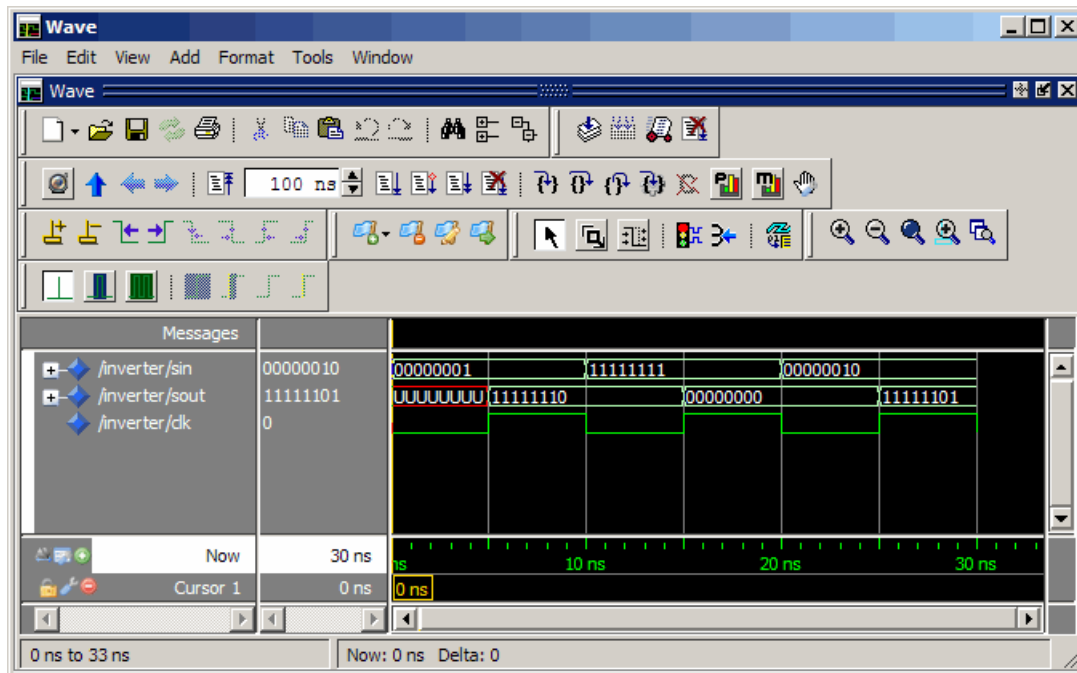 Wave
File Edit View Add Format Tools Window
Wave
100 ns
Messages
/inverter/sin 00000010 00000001 11111111 00000010
/inverter/sout 11111101 UUUUUUUU 11111110 00000000 11111101
/inverter/clk 0
Now 30 ns ns 10 ns 20 ns 30 ns
Cursor 1 0 ns 0 ns
0 ns to 33 ns Now: 0 ns Delta: 0